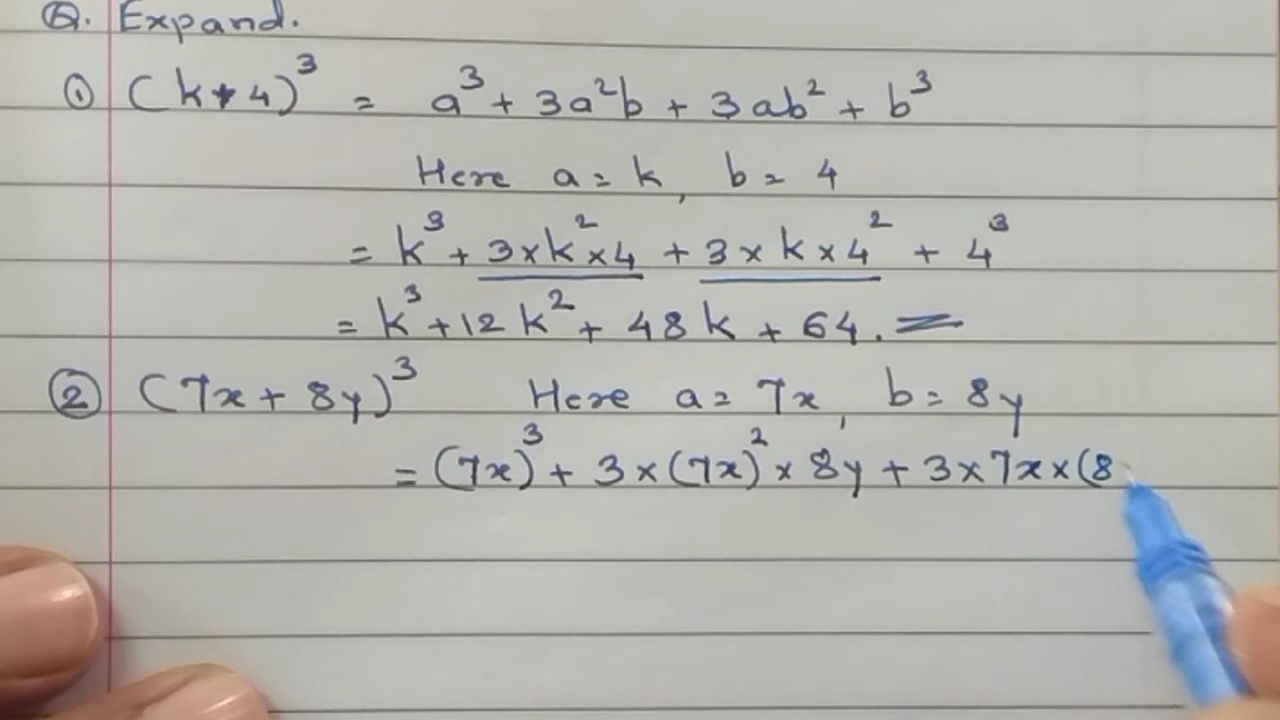 Q. Expand.
① (k+4)³ = a³ + 3a²b + 3ab² + b³
Here a = k, b = 4
= k³ + 3×k²×4 + 3×k×4² + 4³
= k³ + 12k² + 48k + 64.
② (7x + 8y)³ Here a = 7x, b = 8y
= (7x)³ + 3×(7x)²×8y + 3×7x×(8